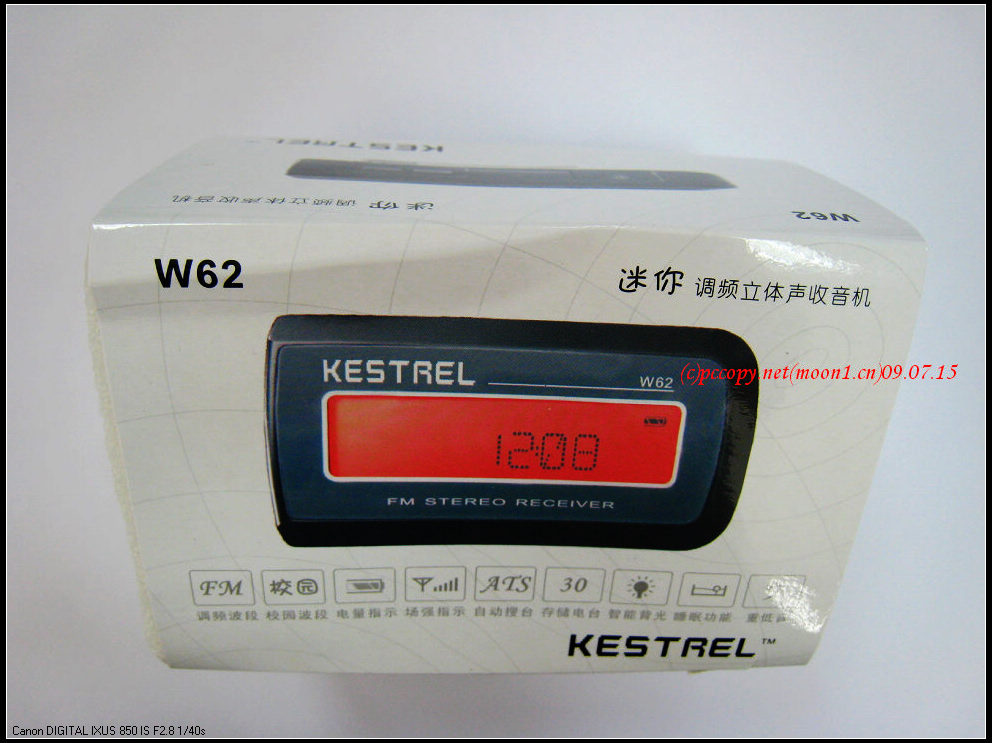 KESTREL
迷你 调频立体声收音机
W62
W62
迷你 调频立体声收音机
KESTREL
W62
(c)pccopy.net(moon1.cn)09.07.15
12:08
FM STEREO RECEIVER
FM 校园 ATS 30
调频波段 校园波段 电量指示 场强指示 自动搜台 存储电台 智能背光 睡眠功能 重低
KESTREL™
Canon DIGITAL IXUS 850 IS F2.8 1/40s